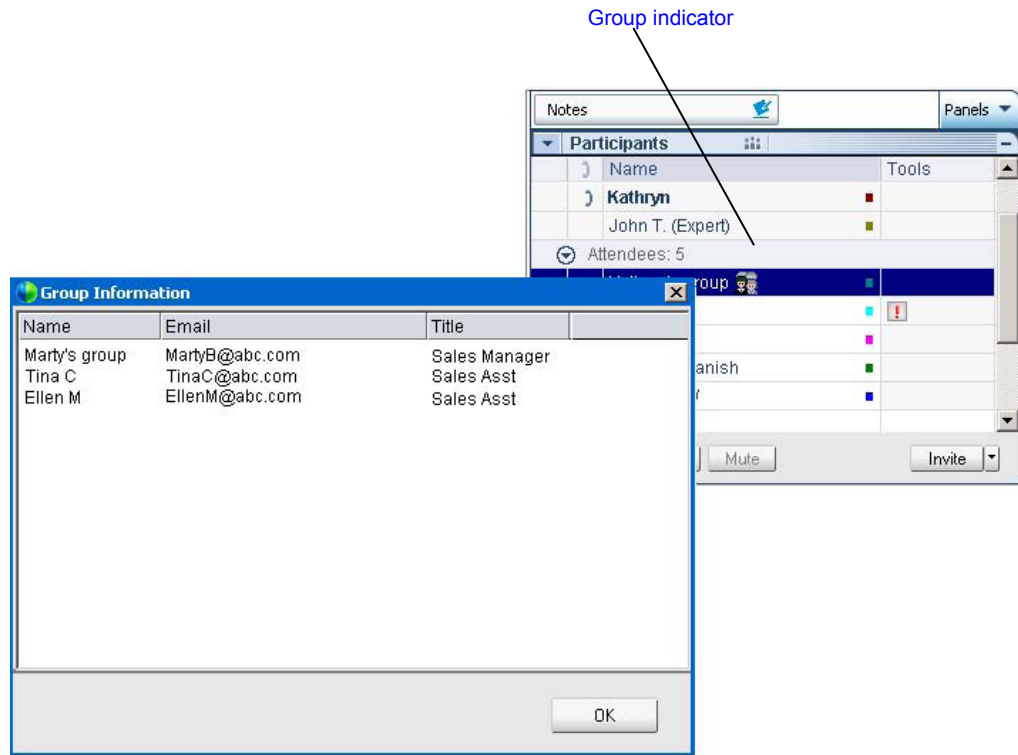 Group indicator
Notes
Panels
Participants
Name Tools
Kathryn
John T. (Expert)
Attendees: 5
roup
!
anish
Mute
Invite
Group Information
Name Email Title
Marty's group MartyB@abc.com Sales Manager
Tina C TinaC@abc.com Sales Asst
Ellen M EllenM@abc.com Sales Asst
OK